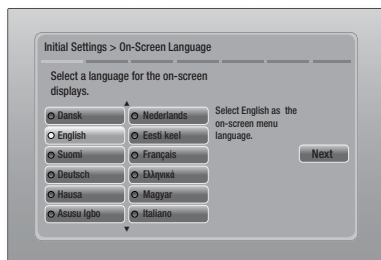 Initial Settings > On-Screen Language
Select a language for the on-screen
displays.
Dansk
English
Suomi
Deutsch
Hausa
Asusu Igbo
Nederlands
Eesti keel
Français
Ελληνικά
Magyar
Italiano
Select English as the
on-screen menu
language.
Next